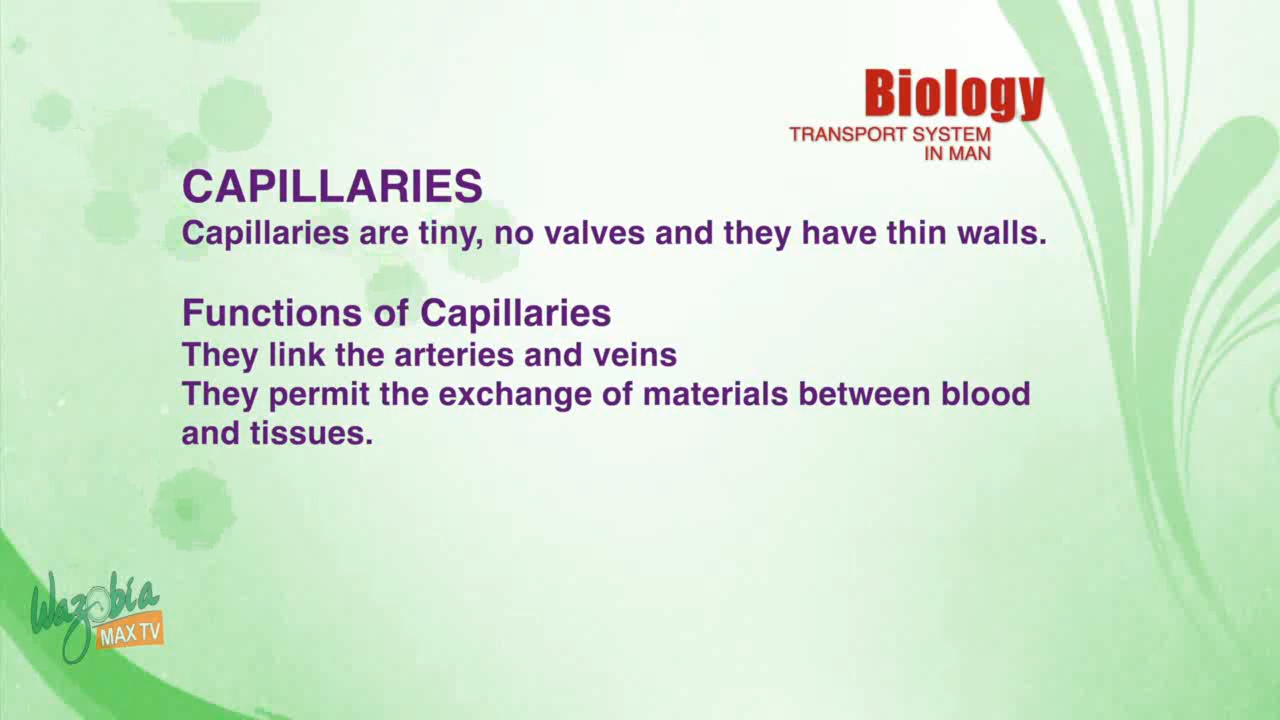 Biology
TRANSPORT SYSTEM
IN MAN
CAPILLARIES
Capillaries are tiny, no valves and they have thin walls.
Functions of Capillaries
They link the arteries and veins
They permit the exchange of materials between blood
and tissues.
Wazobia
MAX TV